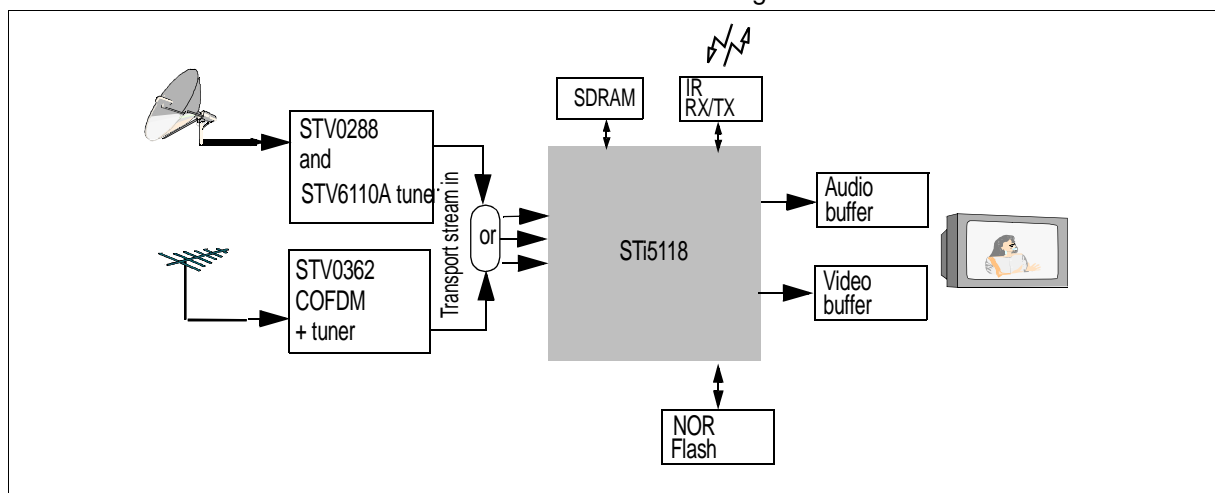 SDRAM
IR
RX/TX
STV0288
and
STV6110A tuner
Transport stream in
or
STi5118
Audio
buffer
STV0362
COFDM
+ tuner
Video
buffer
NOR
Flash